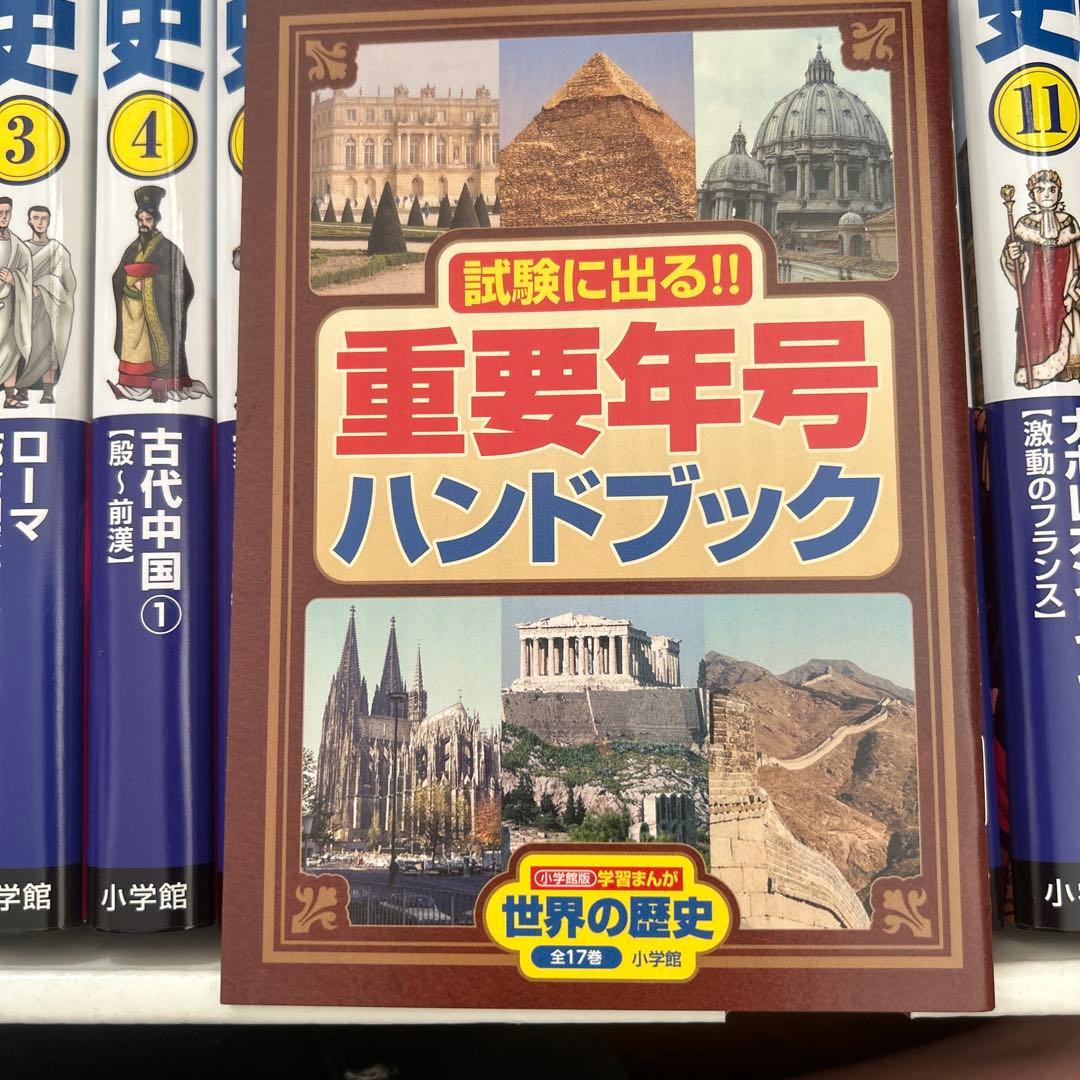 史
3
ローマ
学館
史
4
古代中国①
【殷～前漢】
小学館
試験に出る!!
重要年号
ハンドブック
小学館版 学習まんが
世界の歴史
全17巻 小学館
史
11
【激動のフランス】
小